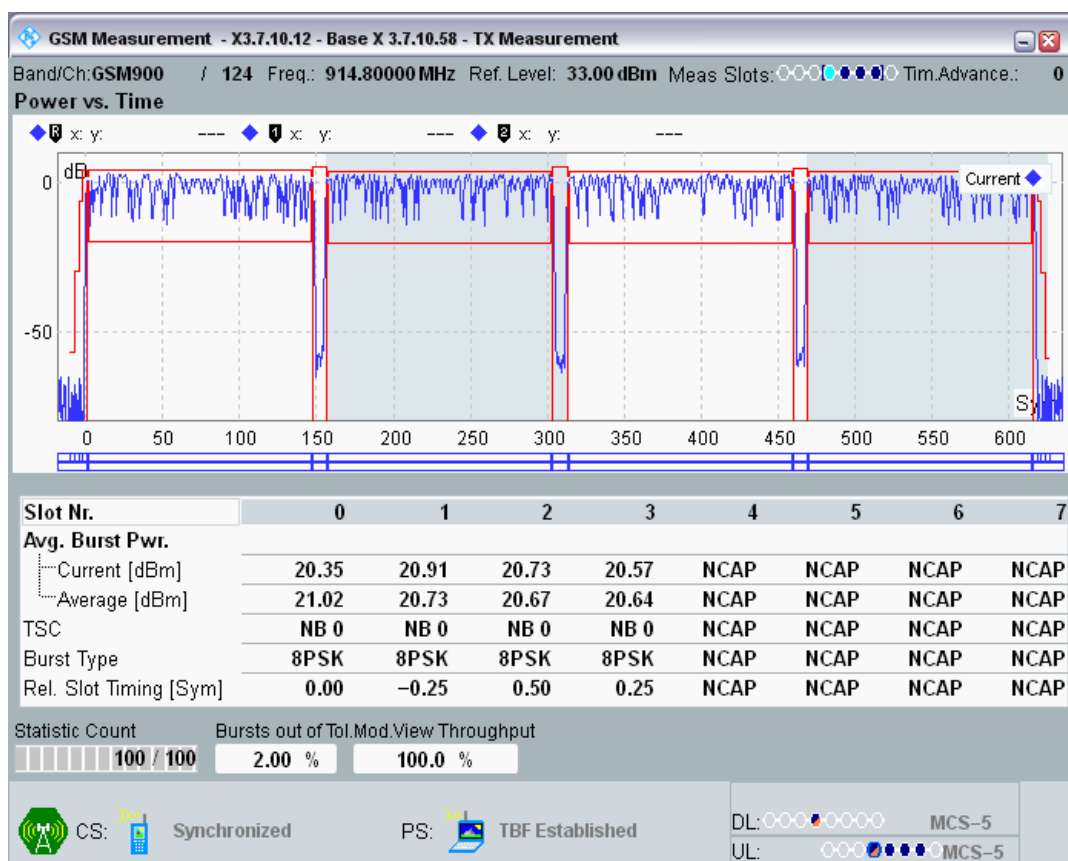 GSM Measurement - X3.7.10.12 - Base X 3.7.10.58 - TX Measurement
Band/Ch:GSM900 / 124 Freq.: 914.80000 MHz Ref. Level: 33.00 dBm Meas Slots: Tim.Advance.: 0
Power vs. Time
R x: y: --- 1 x: y: --- 2 x: y: ---
dB
Current
0
-50
0 50 100 150 200 250 300 350 400 450 500 550 600
Slot Nr. 0 1 2 3 4 5 6 7
Avg. Burst Pwr.
Current [dBm] 20.35 20.91 20.73 20.57 NCAP NCAP NCAP NCAP
Average [dBm] 21.02 20.73 20.67 20.64 NCAP NCAP NCAP NCAP
TSC NB 0 NB 0 NB 0 NB 0 NCAP NCAP NCAP NCAP
Burst Type 8PSK 8PSK 8PSK 8PSK NCAP NCAP NCAP NCAP
Rel. Slot Timing [Sym] 0.00 −0.25 0.50 0.25 NCAP NCAP NCAP NCAP
Statistic Count Bursts out of Tol. Mod.View Throughput
100 / 100 2.00 % 100.0 %
CS: Synchronized PS: TBF Established
DL: MCS−5
UL: MCS−5